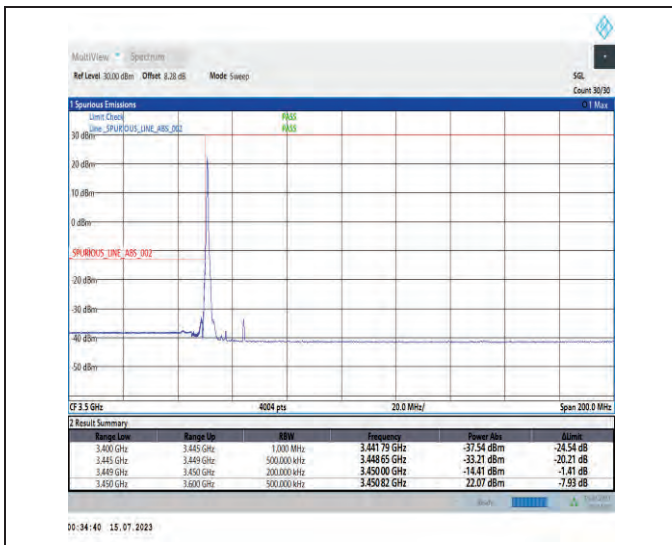 MultiView Spectrum
Ref Level 30.00 dBm Offset 8.28 dB Mode Sweep SGL
Count 30/30
1 Spurious Emissions 1 Max
Limit Check PASS
Line _SPURIOUS_LINE_ABS_002 PASS
30 dBm
20 dBm
10 dBm
0 dBm
_SPURIOUS_LINE_ABS_002
-20 dBm
-30 dBm
-40 dBm
-50 dBm
CF 3.5 GHz 4004 pts 20.0 MHz/ Span 200.0 MHz
2 Result Summary
Range Low Range Up RBW Frequency Power Abs ΔLimit
3.400 GHz 3.445 GHz 1.000 MHz 3.441 79 GHz -37.54 dBm -24.54 dB
3.445 GHz 3.449 GHz 500.000 kHz 3.448 65 GHz -33.21 dBm -20.21 dB
3.449 GHz 3.450 GHz 200.000 kHz 3.450 00 GHz -14.41 dBm -1.41 dB
3.450 GHz 3.600 GHz 500.000 kHz 3.450 82 GHz 22.07 dBm -7.93 dB
Ready
00:34:40 15.07.2023